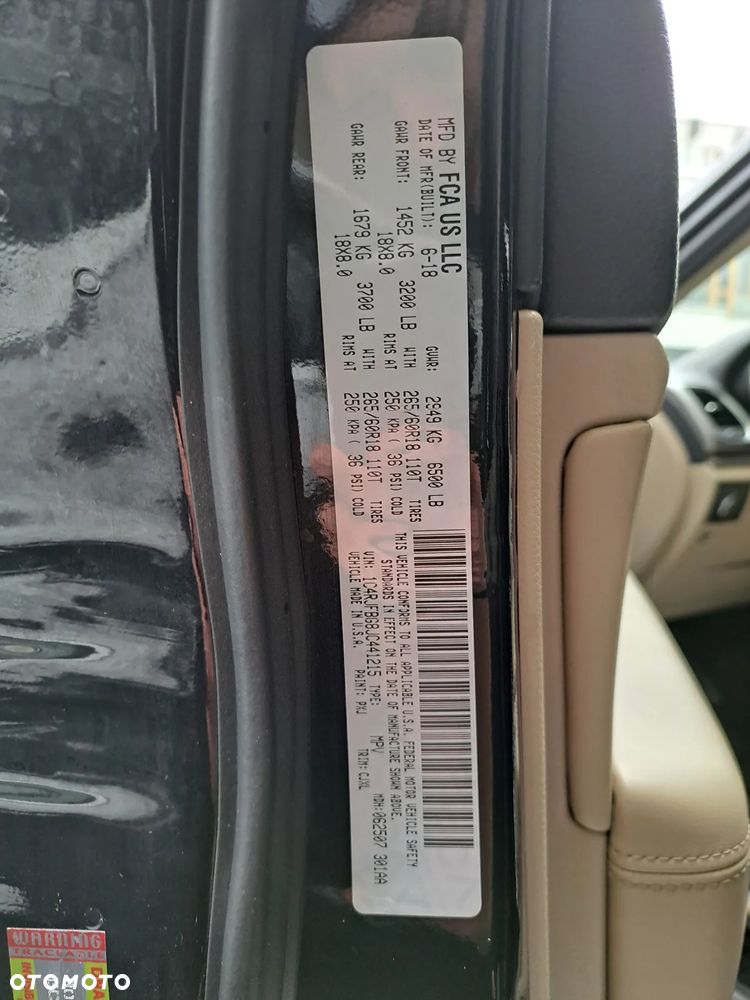 MFD BY FCA US LLC
DATE OF MFR(BUILT): 6-18 GVWR: 2949 KG 6500 LB
GAWR FRONT: 1452 KG 3200 LB WITH 265/60R18 110T TIRES
18X8.0 RIMS AT 250 KPA( 36 PSI) COLD
GAWR REAR: 1679 KG 3700 LB WITH 265/60R18 110T TIRES
18X8.0 RIMS AT 250 KPA( 36 PSI) COLD
THIS VEHICLE CONFORMS TO ALL APPLICABLE U.S.A. FEDERAL MOTOR VEHICLE SAFETY
STANDARDS IN EFFECT ON THE DATE OF MANUFACTURE SHOWN ABOVE.
VIN: 1C4RJFBG8JC441215 TYPE: MPV MDH:062507 301AA
VEHICLE MADE IN U.S.A. PAINT: PXJ TRIM: CJXL
WARNNIG
TRACLABLE
OTOMOTO